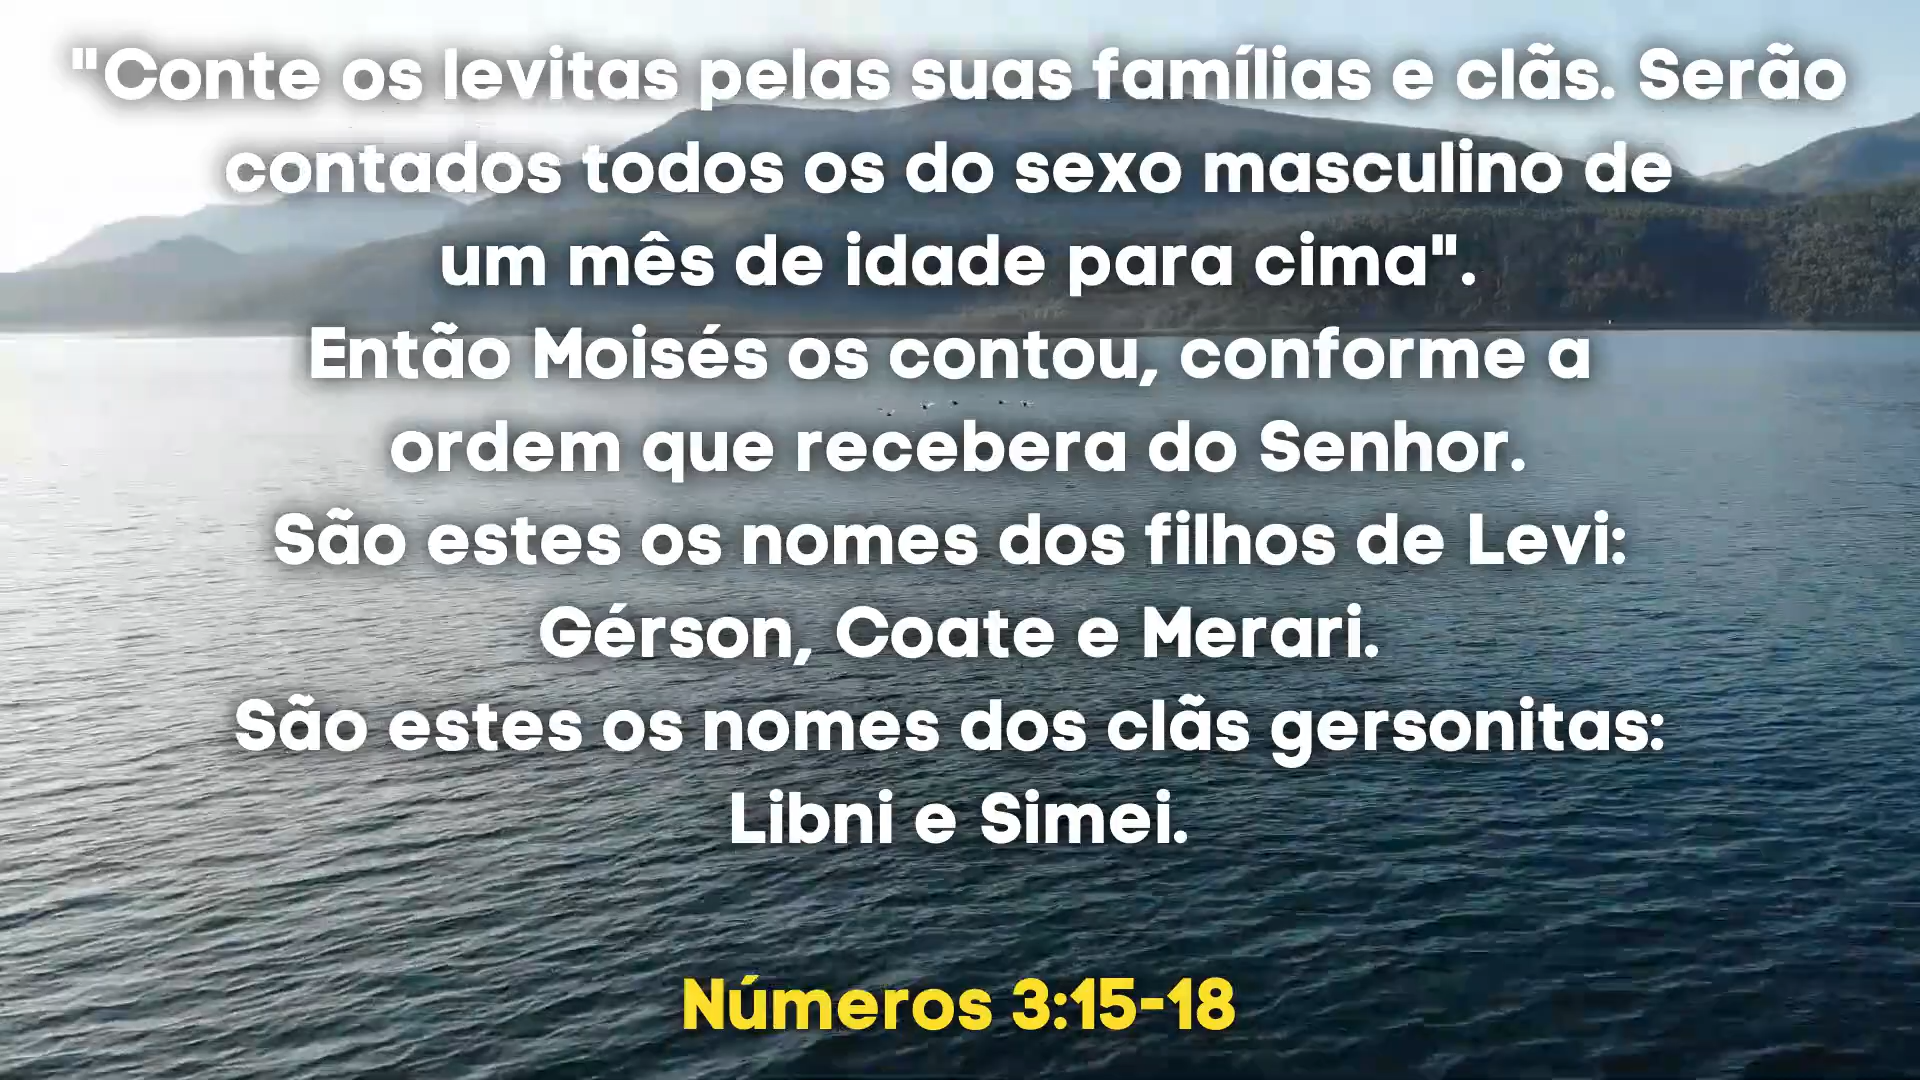 "Conte os levitas pelas suas famílias e clãs. Serão
contados todos os do sexo masculino de
um mês de idade para cima".
Então Moisés os contou, conforme a
ordem que recebera do Senhor.
São estes os nomes dos filhos de Levi:
Gérson, Coate e Merari.
São estes os nomes dos clãs gersonitas:
Libni e Simei.
Números 3:15-18